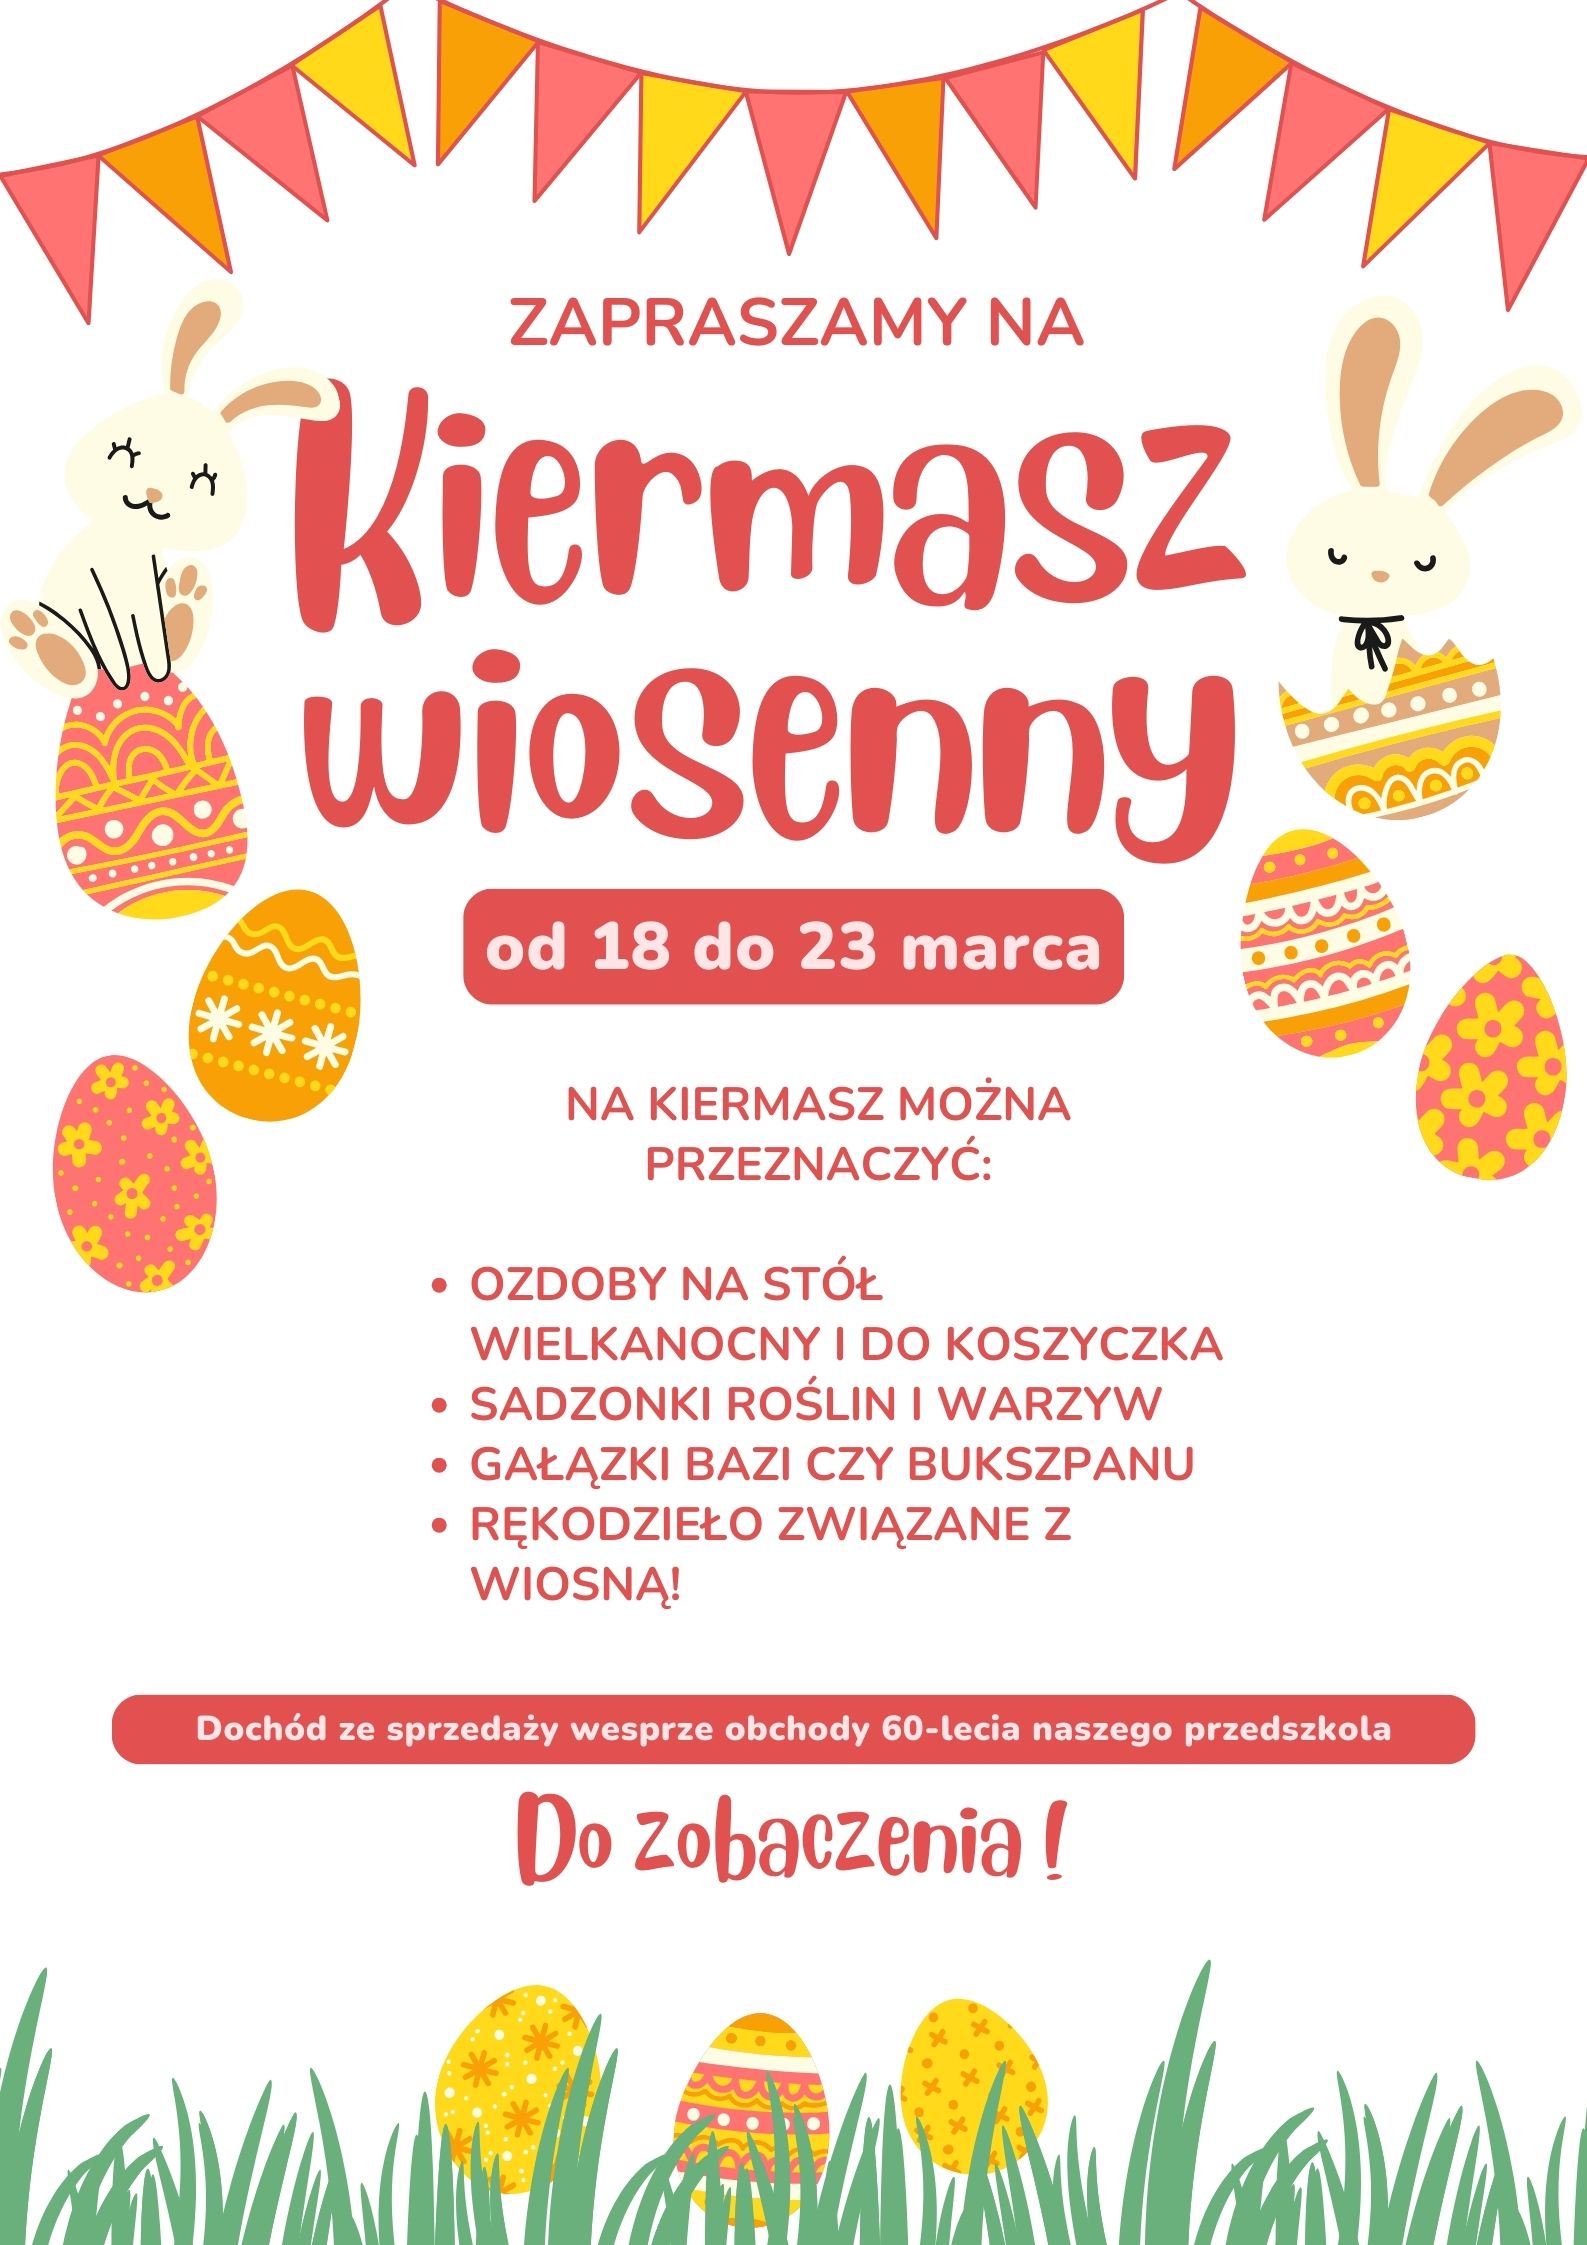 ZAPRASZAMY NA
Kiermasz
wiosenny
od 18 do 23 marca
NA KIERMASZ MOŻNA
PRZEZNACZYĆ:
• OZDOBY NA STÓŁ
WIELKANOCNY I DO KOSZYCZKA
• SADZONKI ROŚLIN I WARZYW
• GAŁĄZKI BAZI CZY BUKSZPANU
• RĘKODZIEŁO ZWIĄZANE Z
WIOSNĄ!
Dochód ze sprzedaży wesprze obchody 60-lecia naszego przedszkola
Do zobaczenia !